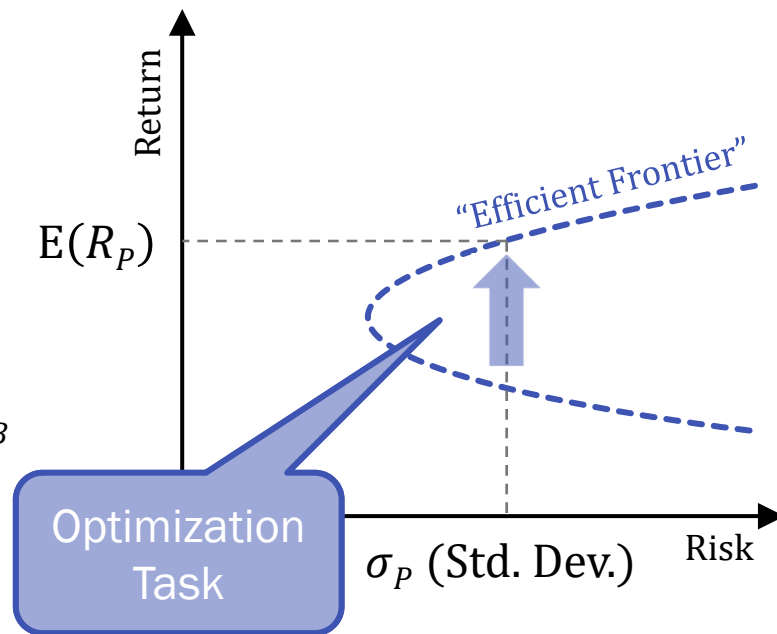 Return
“Efficient Frontier”
E(R_P)
B
Optimization
Task
σ_P (Std. Dev.)
Risk